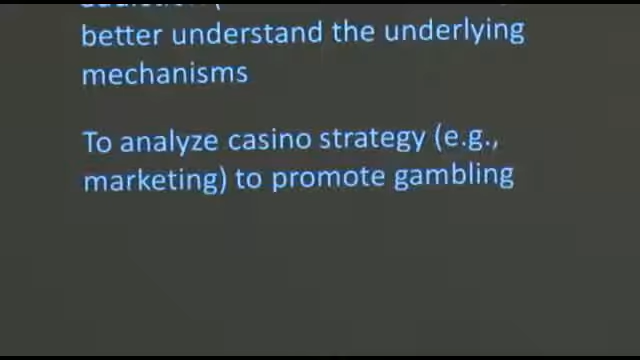 better understand the underlying
mechanisms
To analyze casino strategy (e.g.,
marketing) to promote gambling